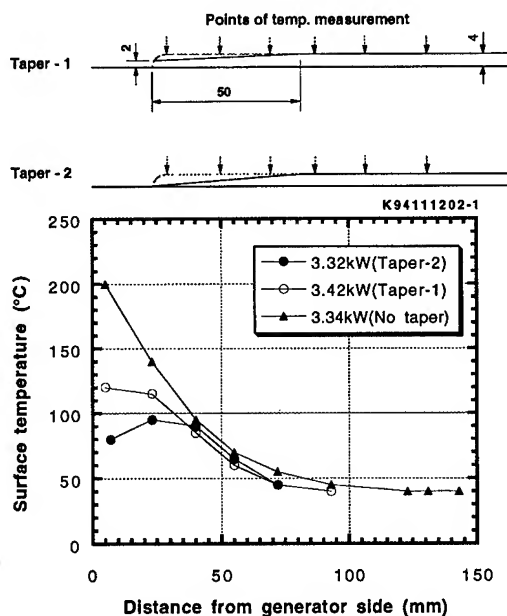 Points of temp. measurement
2
4
Taper - 1
50
Taper - 2
K94111202-1
250
200
150
100
50
0
Surface temperature (°C)
3.32kW(Taper-2)
3.42kW(Taper-1)
3.34kW(No taper)
0 50 100 150
Distance from generator side (mm)